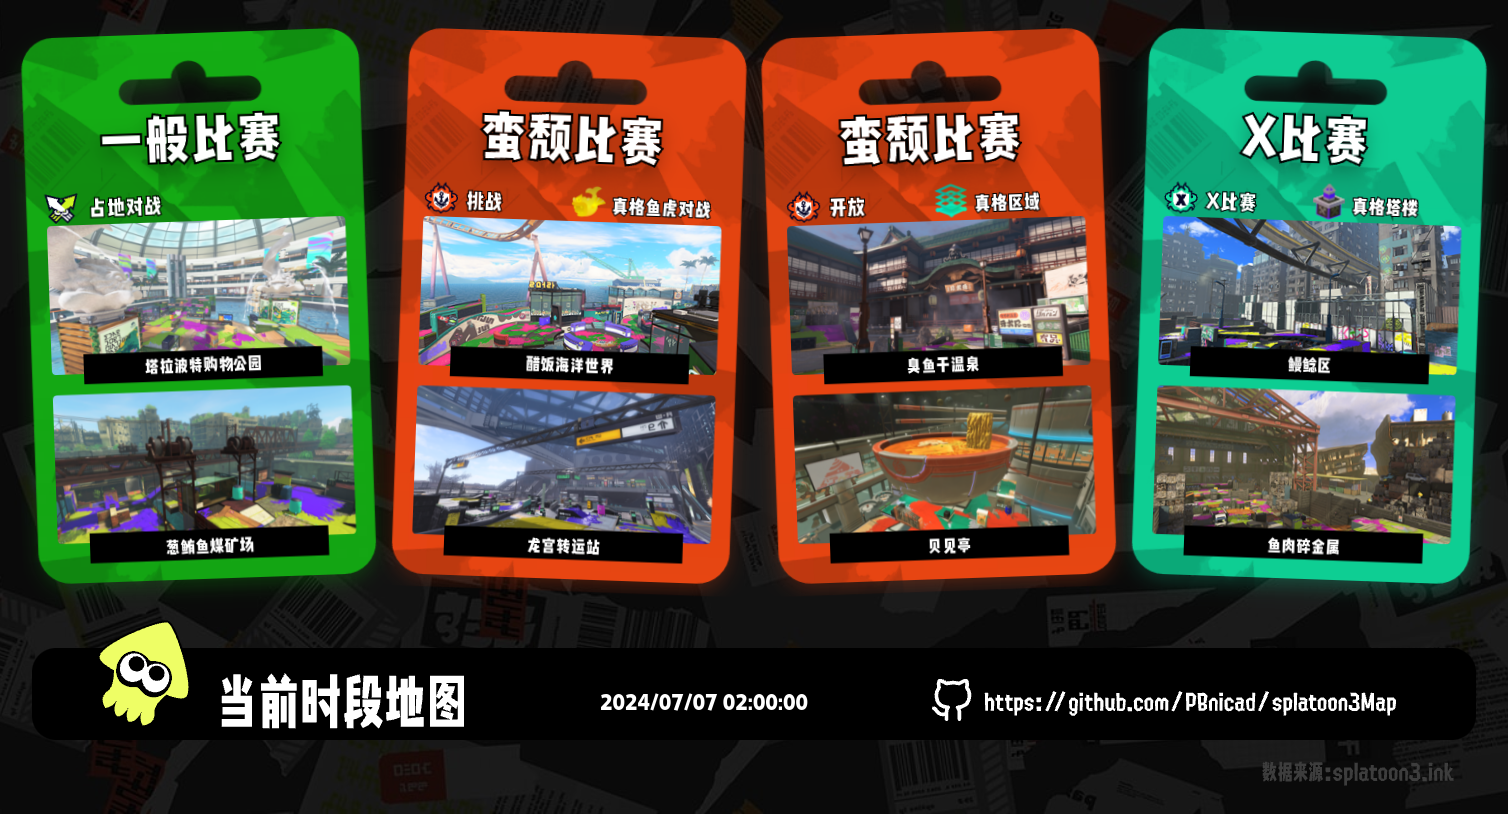 一般比赛
占地对战
塔拉波特购物公园
葱鲔鱼煤矿场
蛮颓比赛
挑战
真格鱼虎对战
醋饭海洋世界
龙宫转运站
蛮颓比赛
开放
真格区域
臭鱼干温泉
贝见亭
X比赛
X比赛
真格塔楼
鳗鲶区
鱼肉碎金属
当前时段地图
2024/07/07 02:00:00
https://github.com/PBnicad/splatoon3Map
数据来源:splatoon3.ink